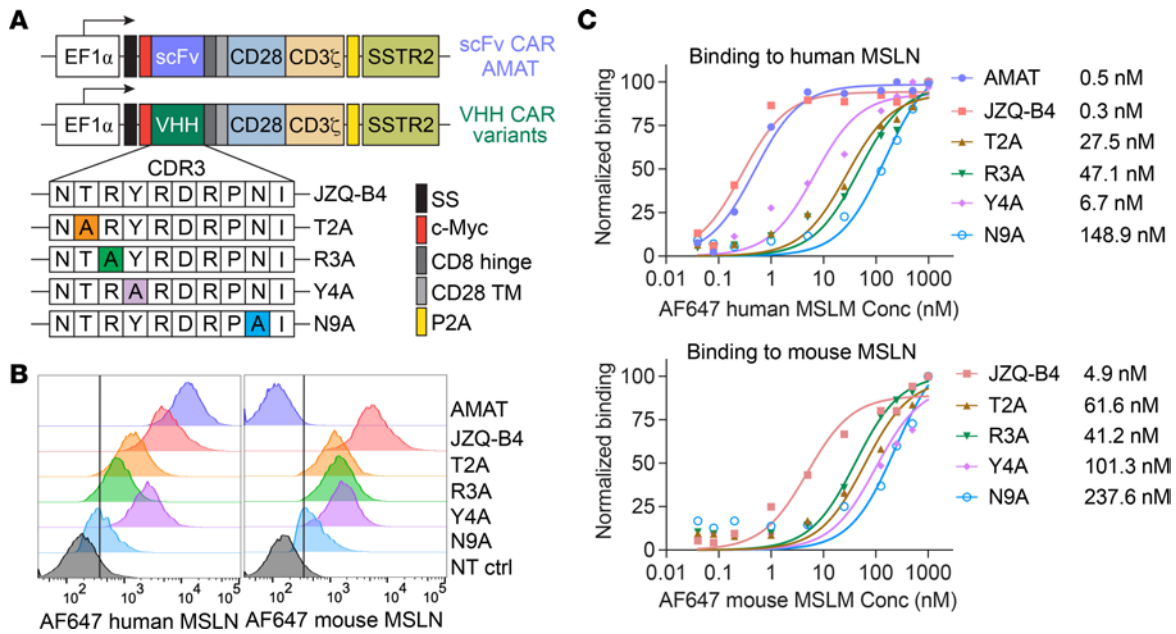 A
EF1α scFv CD28 CD3ζ SSTR2 scFv CAR
AMAT
EF1α VHH CD28 CD3ζ SSTR2 VHH CAR
variants
CDR3
N T R Y R D R P N I JZQ-B4
N A R Y R D R P N I T2A
N T A Y R D R P N I R3A
N T R A R D R P N I Y4A
N T R Y R D R P A I N9A
SS
c-Myc
CD8 hinge
CD28 TM
P2A
B
AMAT
JZQ-B4
T2A
R3A
Y4A
N9A
NT ctrl
10² 10³ 10⁴ 10⁵ 10² 10³ 10⁴ 10⁵
AF647 human MSLN AF647 mouse MSLN
C
Binding to human MSLN
Normalized binding
100
75
50
25
0
0.01 0.1 1 10 100 1000
AF647 human MSLM Conc (nM)
AMAT 0.5 nM
JZQ-B4 0.3 nM
T2A 27.5 nM
R3A 47.1 nM
Y4A 6.7 nM
N9A 148.9 nM
Binding to mouse MSLN
Normalized binding
100
75
50
25
0
0.01 0.1 1 10 100 1000
AF647 mouse MSLM Conc (nM)
JZQ-B4 4.9 nM
T2A 61.6 nM
R3A 41.2 nM
Y4A 101.3 nM
N9A 237.6 nM